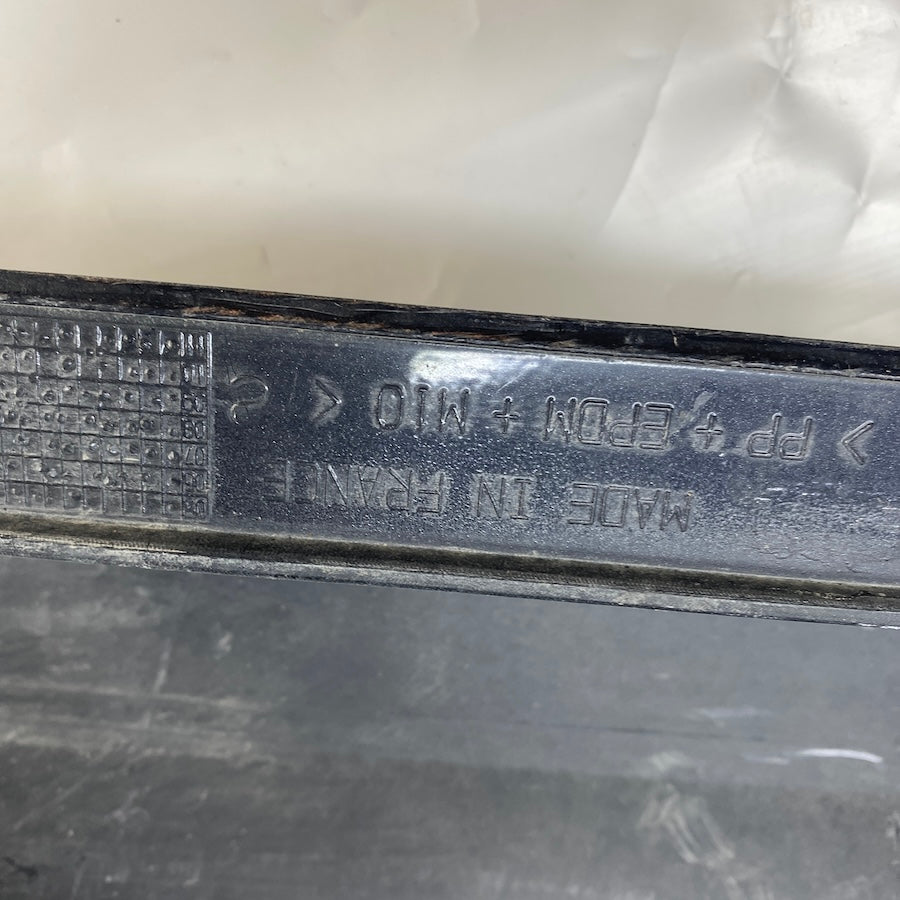 MADE IN FRANCE
> PP + EPDM + M10 <